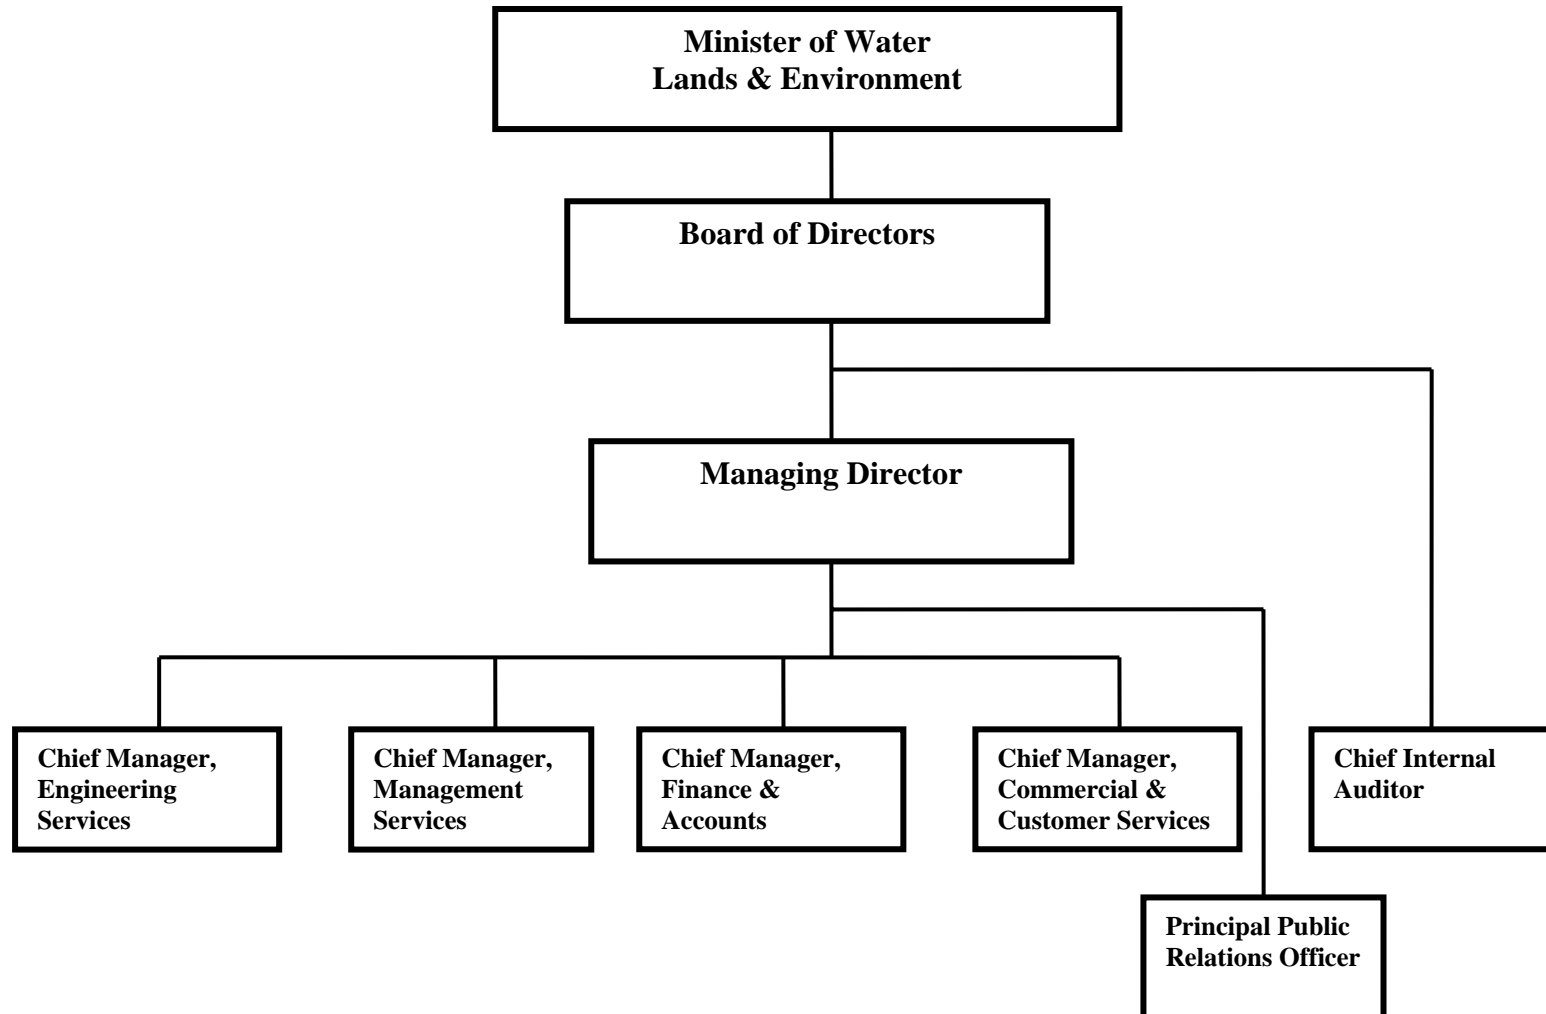 Minister of Water
Lands & Environment
Board of Directors
Managing Director
Chief Manager,
Engineering
Services
Chief Manager,
Management
Services
Chief Manager,
Finance &
Accounts
Chief Manager,
Commercial &
Customer Services
Chief Internal
Auditor
Principal Public
Relations Officer